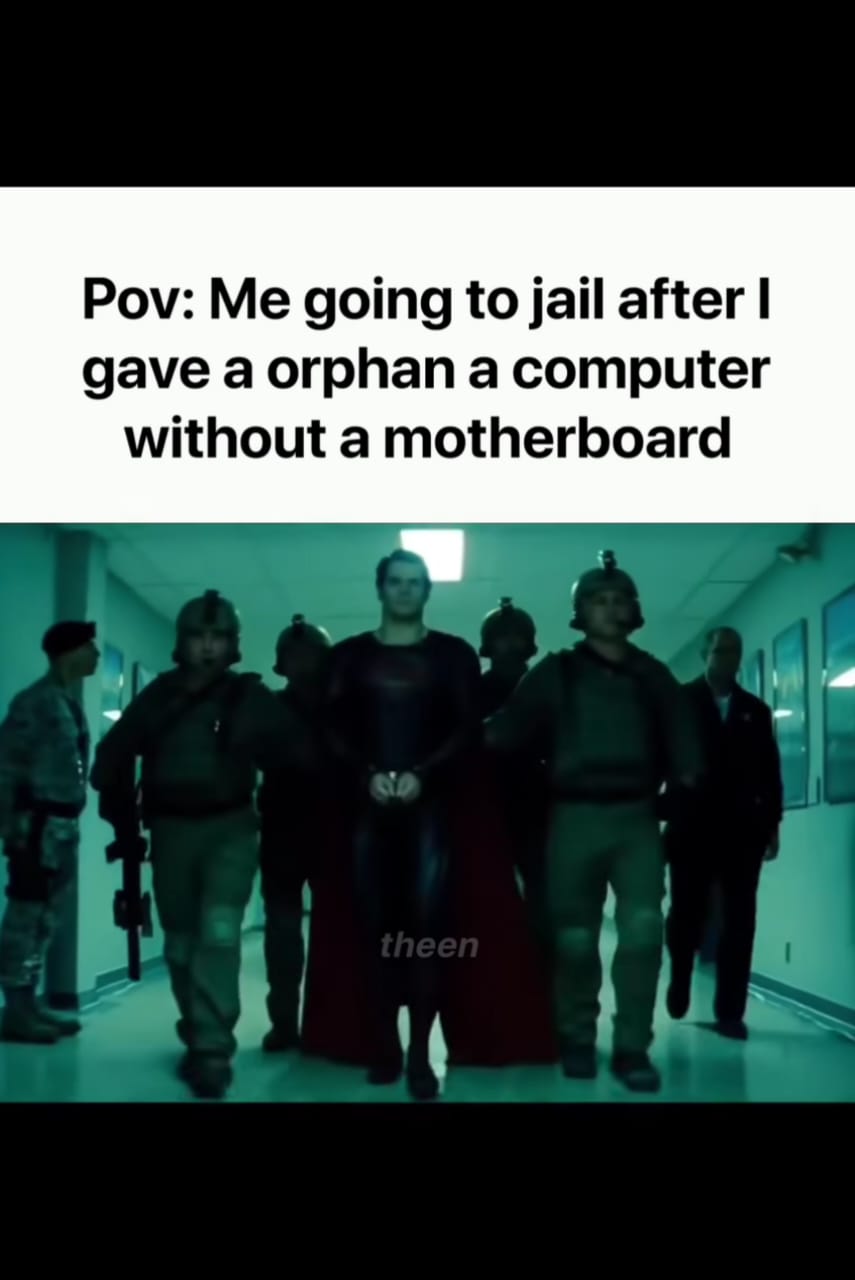 Pov: Me going to jail after I
gave a orphan a computer
without a motherboard
theen